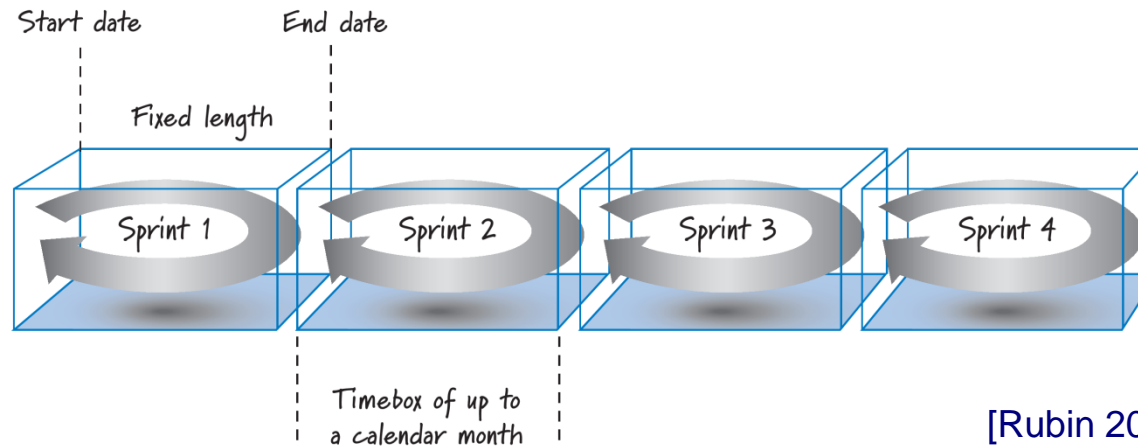 Start date
End date
Fixed length
Sprint 1
Sprint 2
Sprint 3
Sprint 4
Timebox of up to
a calendar month
[Rubin 20